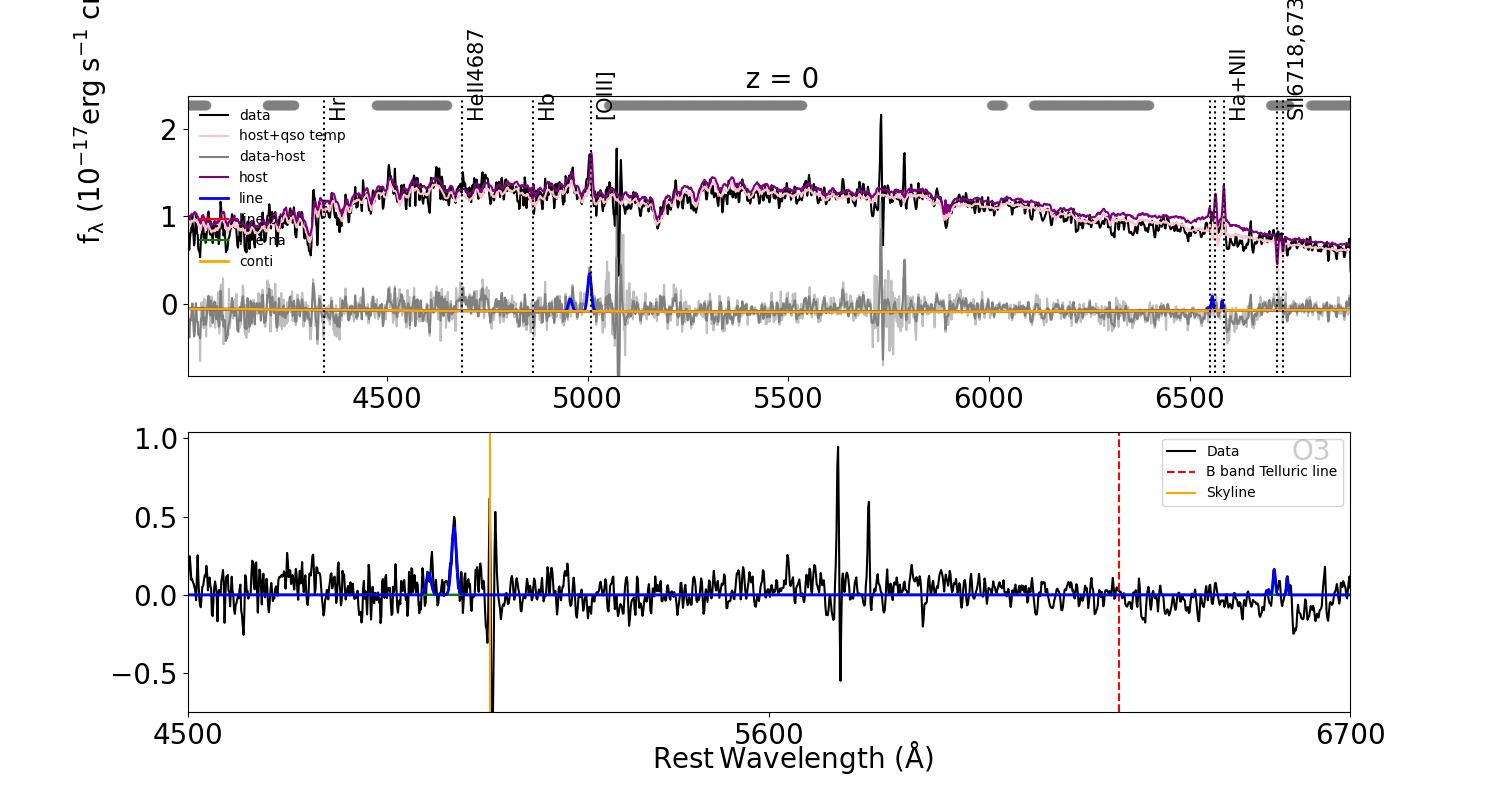 z = 0
f_λ (10⁻¹⁷erg s⁻¹ c
Hr
HeII4687
Hb
[OIII]
Ha+NII
SII6718,673
data
host+qso temp
data-host
host
line
conti
2
1
0
4500 5000 5500 6000 6500
O3
Data
B band Telluric line
Skyline
1.0
0.5
0.0
−0.5
4500 5600 6700
Rest Wavelength (Å)